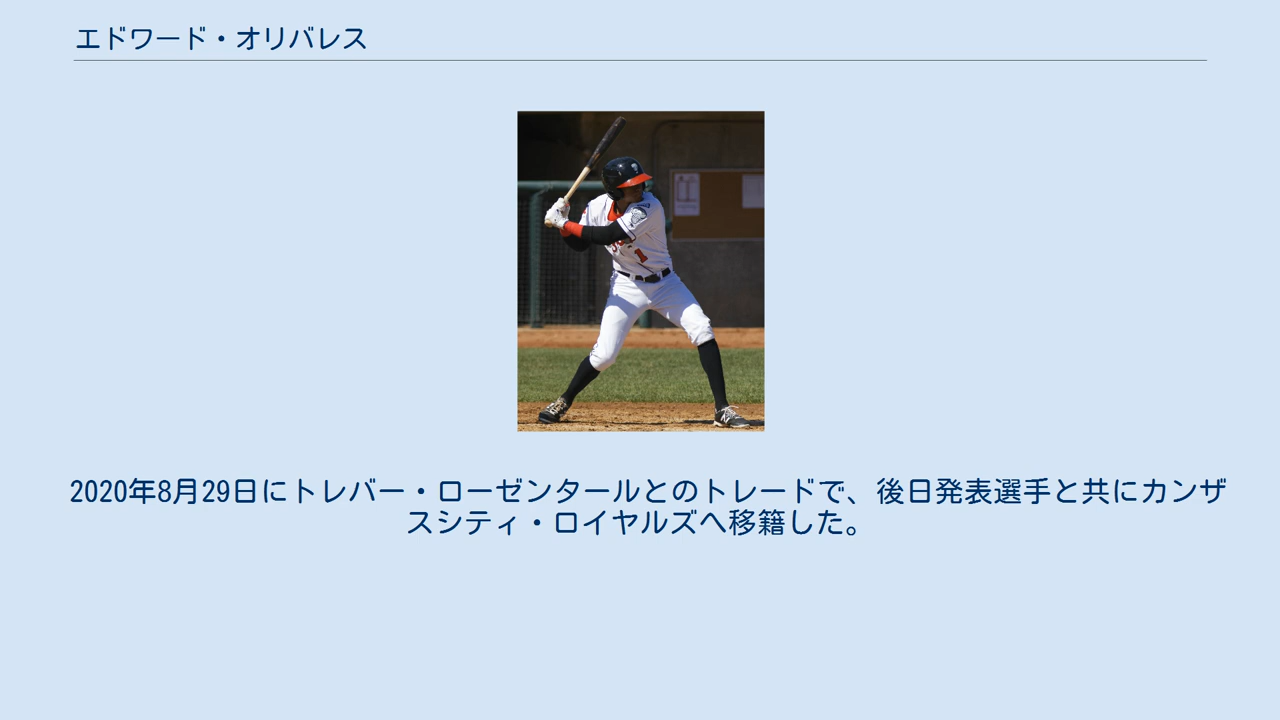 エドワード・オリバレス
1
2020年8月29日にトレバー・ローゼンタールとのトレードで、後日発表選手と共にカンザ
スシティ・ロイヤルズへ移籍した。